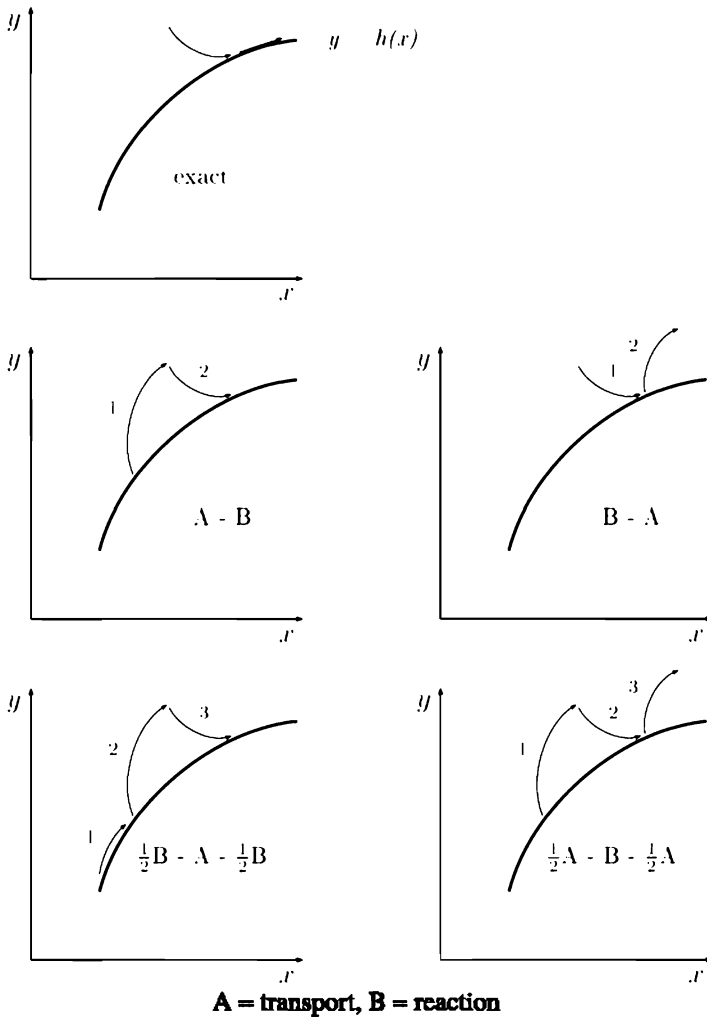 y
y h(x)
exact
x
y
1
2
A - B
x
2
1
B - A
x
y
2
3
1
½B - A - ½B
x
y
3
1
2
½A - B - ½A
x
A = transport, B = reaction